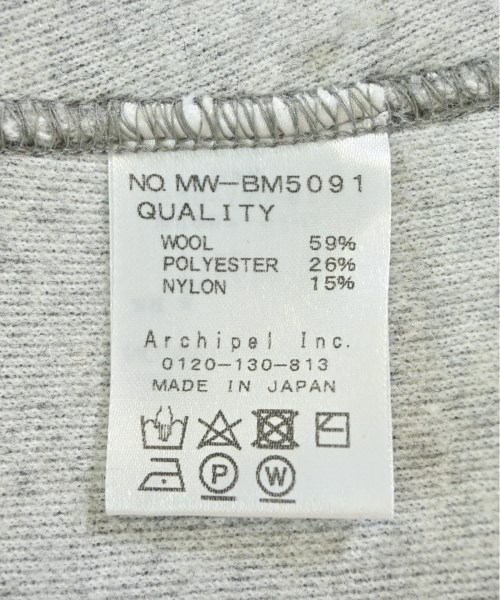 NO. MW-BM5091
QUALITY
WOOL 59%
POLYESTER 26%
NYLON 15%
Archipel Inc.
0120-130-813
MADE IN JAPAN
P W